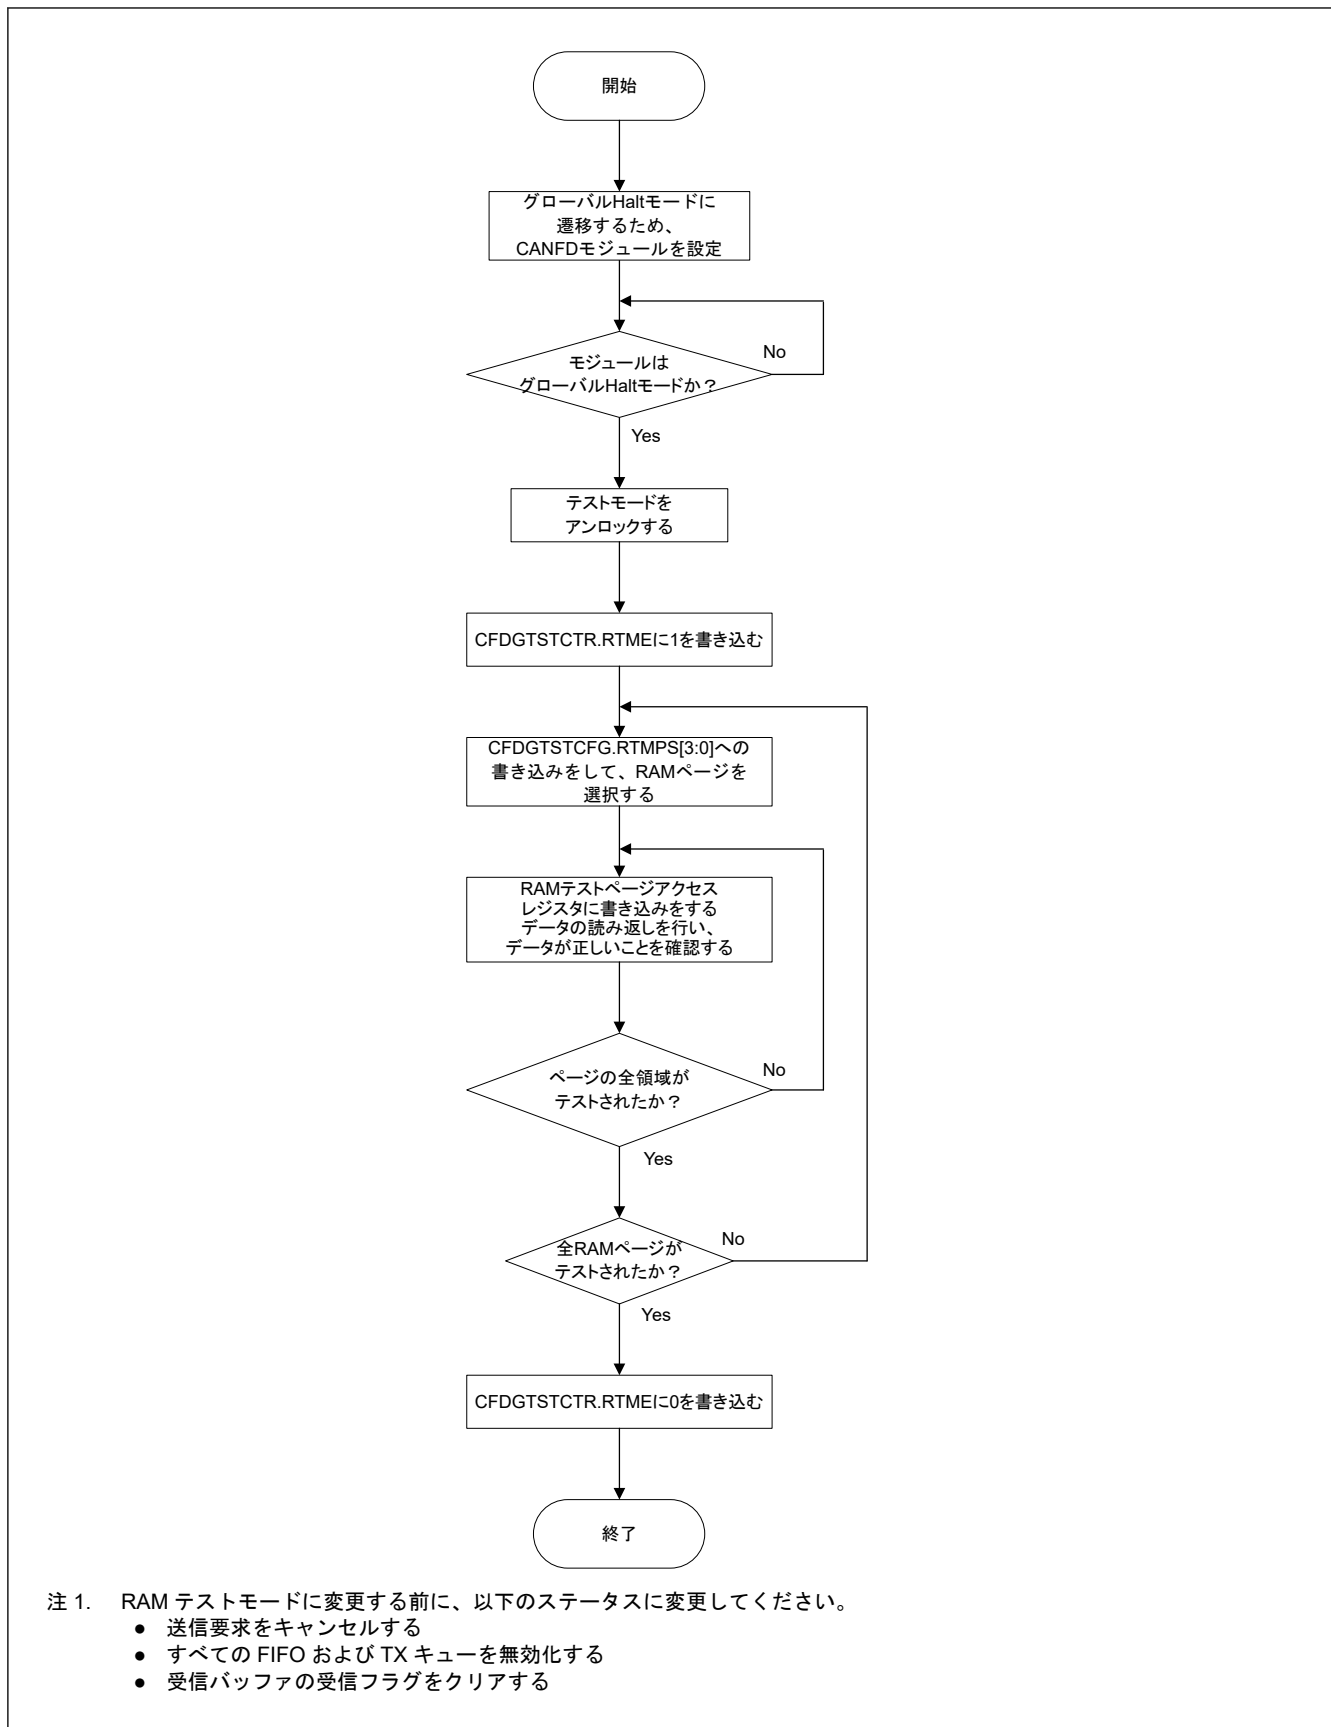 開始
グローバルHaltモードに
遷移するため、
CANFDモジュールを設定
モジュールは
グローバルHaltモードか？
No
Yes
テストモードを
アンロックする
CFDGTSTCTR.RTMEに1を書き込む
CFDGTSTCFG.RTMPS[3:0]への
書き込みをして、RAMページを
選択する
RAMテストページアクセス
レジスタに書き込みをする
データの読み返しを行い、
データが正しいことを確認する
ページの全領域が
テストされたか？
No
Yes
全RAMページが
テストされたか？
No
Yes
CFDGTSTCTR.RTMEに0を書き込む
終了
注 1. RAM テストモードに変更する前に、以下のステータスに変更してください。
● 送信要求をキャンセルする
● すべての FIFO および TX キューを無効化する
● 受信バッファの受信フラグをクリアする